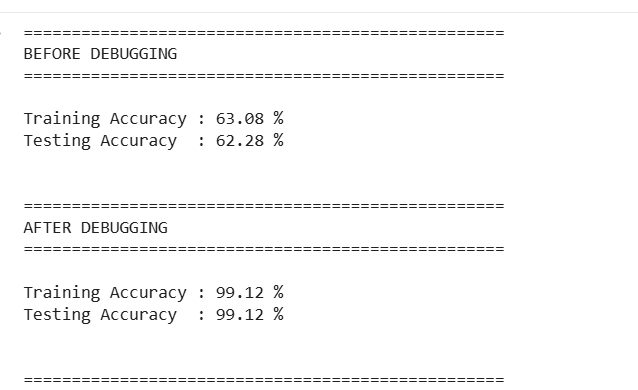 ==================================================
BEFORE DEBUGGING
==================================================
Training Accuracy : 63.08 %
Testing Accuracy  : 62.28 %
==================================================
AFTER DEBUGGING
==================================================
Training Accuracy : 99.12 %
Testing Accuracy  : 99.12 %
==================================================